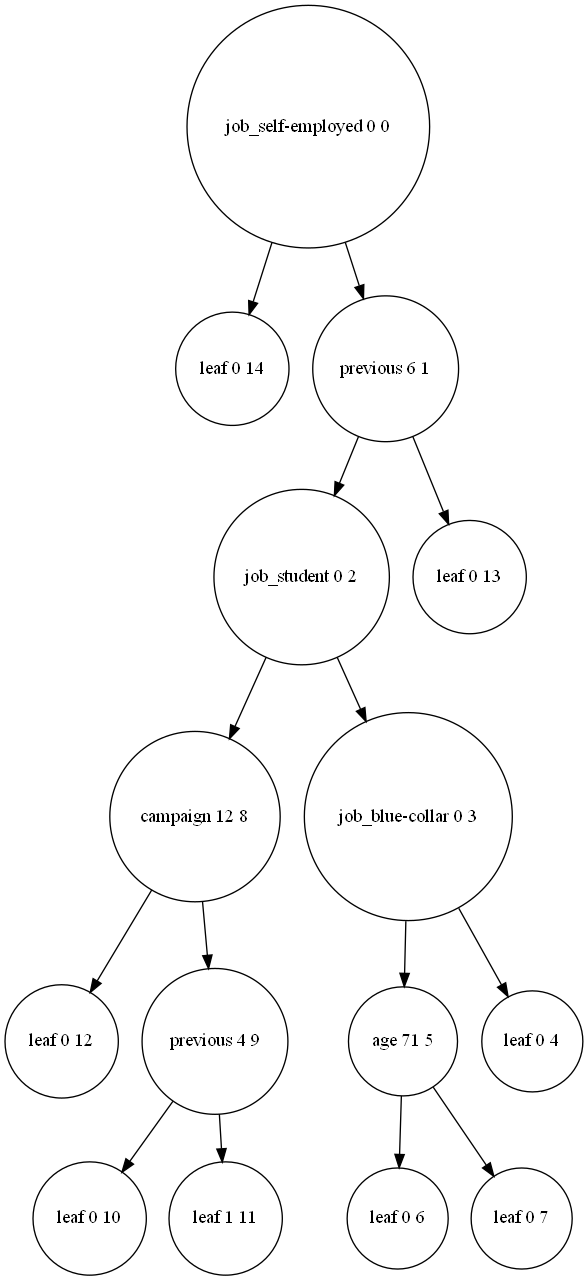 job_self-employed 0 0
leaf 0 14
previous 6 1
job_student 0 2
leaf 0 13
campaign 12 8
job_blue-collar 0 3
leaf 0 12
previous 4 9
age 71 5
leaf 0 4
leaf 0 10
leaf 1 11
leaf 0 6
leaf 0 7